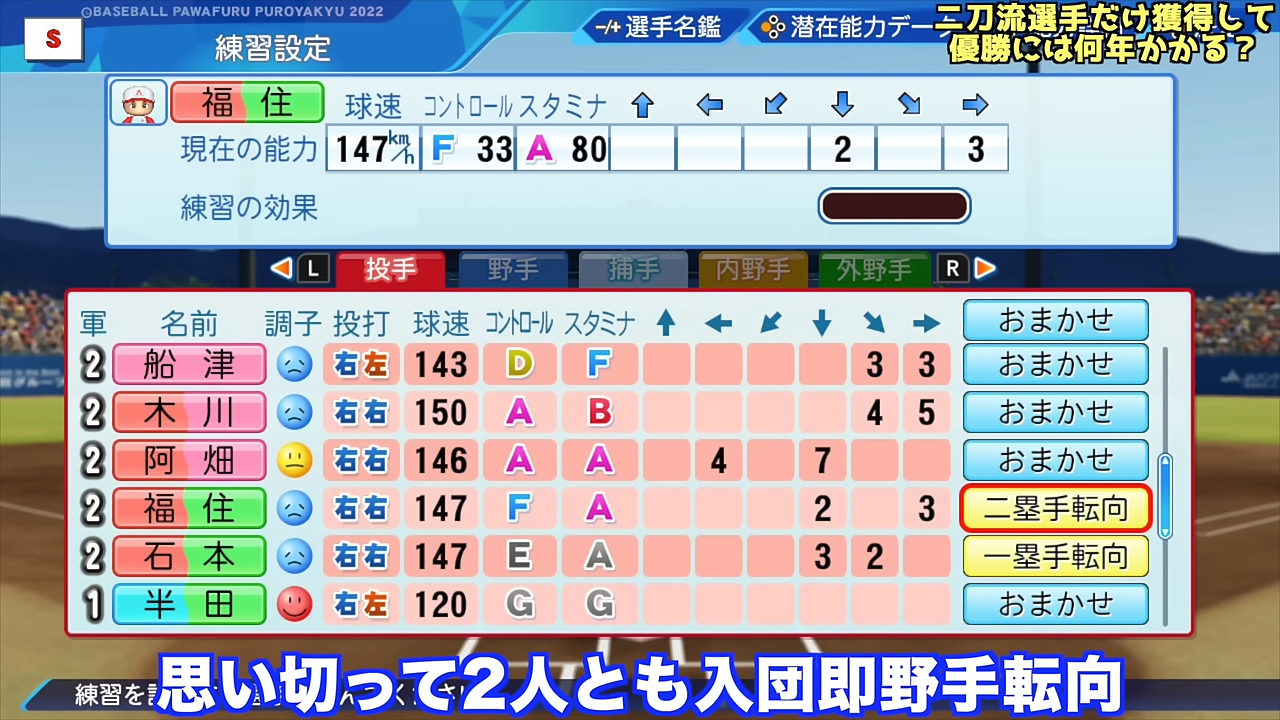 ©BASEBALL PAWAFURU PUROYAKYU 2022
S
練習設定
-/+選手名鑑
潜在能力データ
二刀流選手だけ獲得して
優勝には何年かかる？
福住 球速 コントロール スタミナ
現在の能力 147km/h F 33 A 80 2 3
練習の効果
L 投手 野手 捕手 内野手 外野手 R
軍 名前 調子 投打 球速 コントロール スタミナ おまかせ
2 船津 右左 143 D F 3 3 おまかせ
2 木川 右右 150 A B 4 5 おまかせ
2 阿畑 右右 146 A A 4 7 おまかせ
2 福住 右右 147 F A 2 3 二塁手転向
2 石本 右右 147 E A 3 2 一塁手転向
1 半田 右左 120 G G おまかせ
思い切って2人とも入団即野手転向
練習を